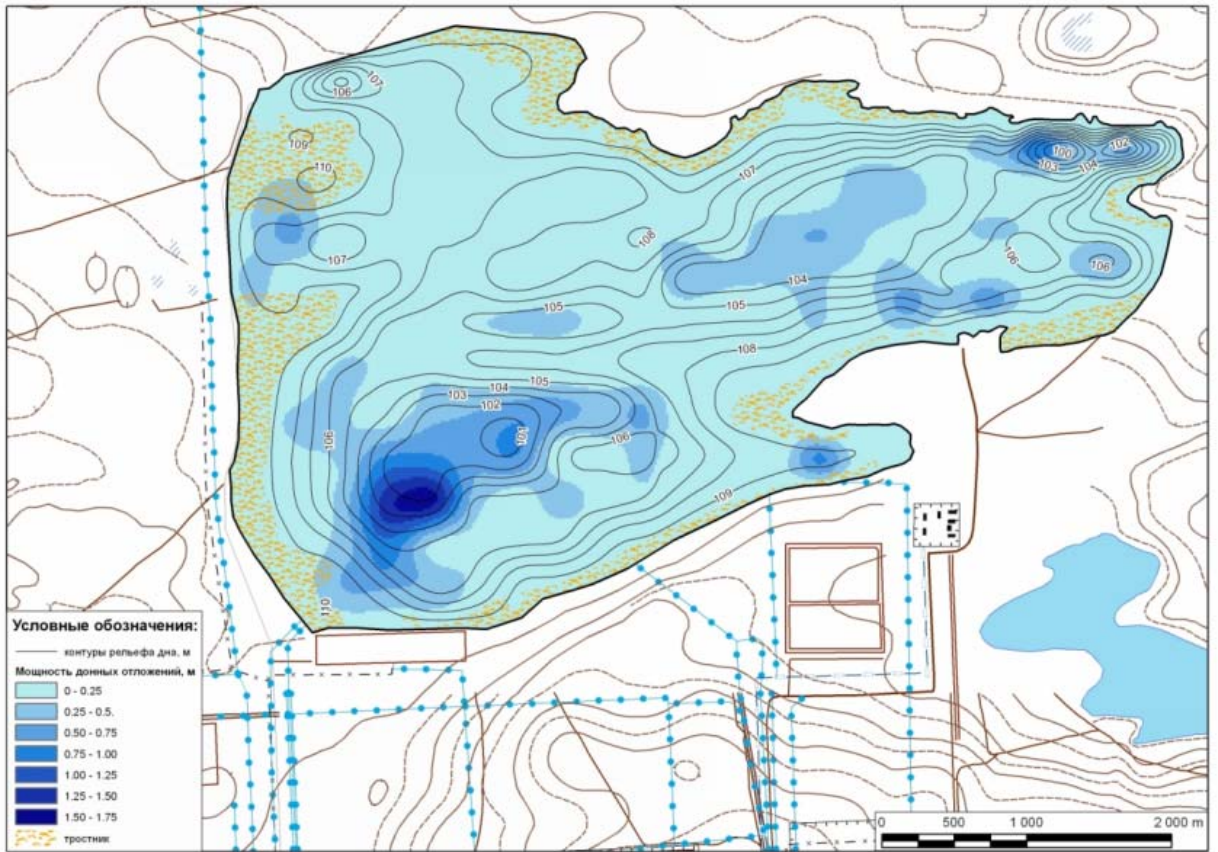 107
106
109
110
107
108
107
100
102
103
104
106
106
104
105
105
108
105
104
103
102
101
106
106
109
110
Условные обозначения:
контуры рельефа дна, м
Мощность донных отложений, м
0 - 0.25
0.25 - 0.5.
0.50 - 0.75
0.75 - 1.00
1.00 - 1.25
1.25 - 1.50
1.50 - 1.75
тростник
0 500 1 000 2 000 m